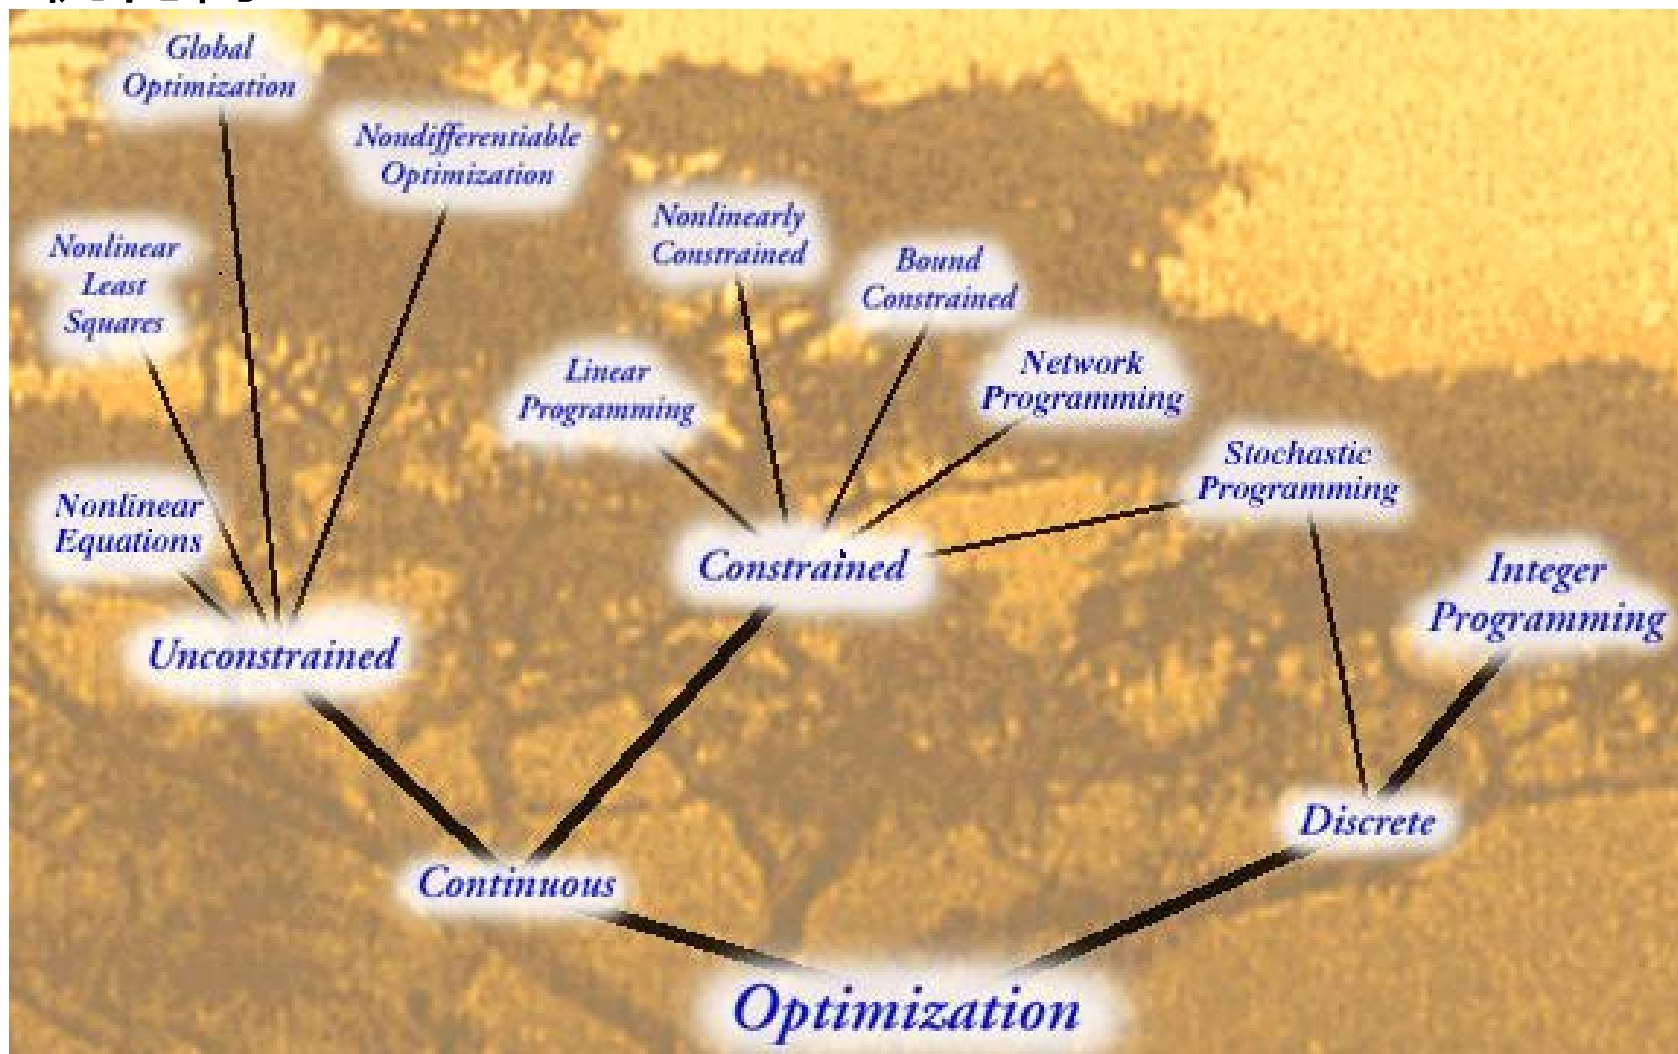 Global
Optimization
Nondifferentiable
Optimization
Nonlinearly
Constrained
Nonlinear
Least
Squares
Bound
Constrained
Network
Programming
Linear
Programming
Stochastic
Programming
Nonlinear
Equations
Constrained
Integer
Programming
Unconstrained
Discrete
Continuous
Optimization